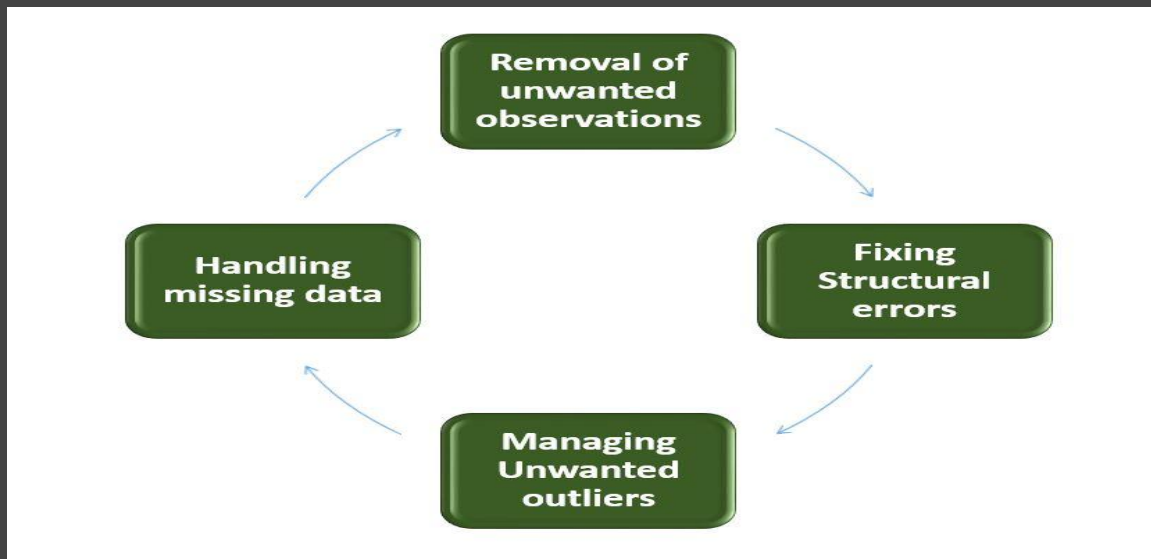 Removal of
unwanted
observations
Handling
missing data
Fixing
Structural
errors
Managing
Unwanted
outliers